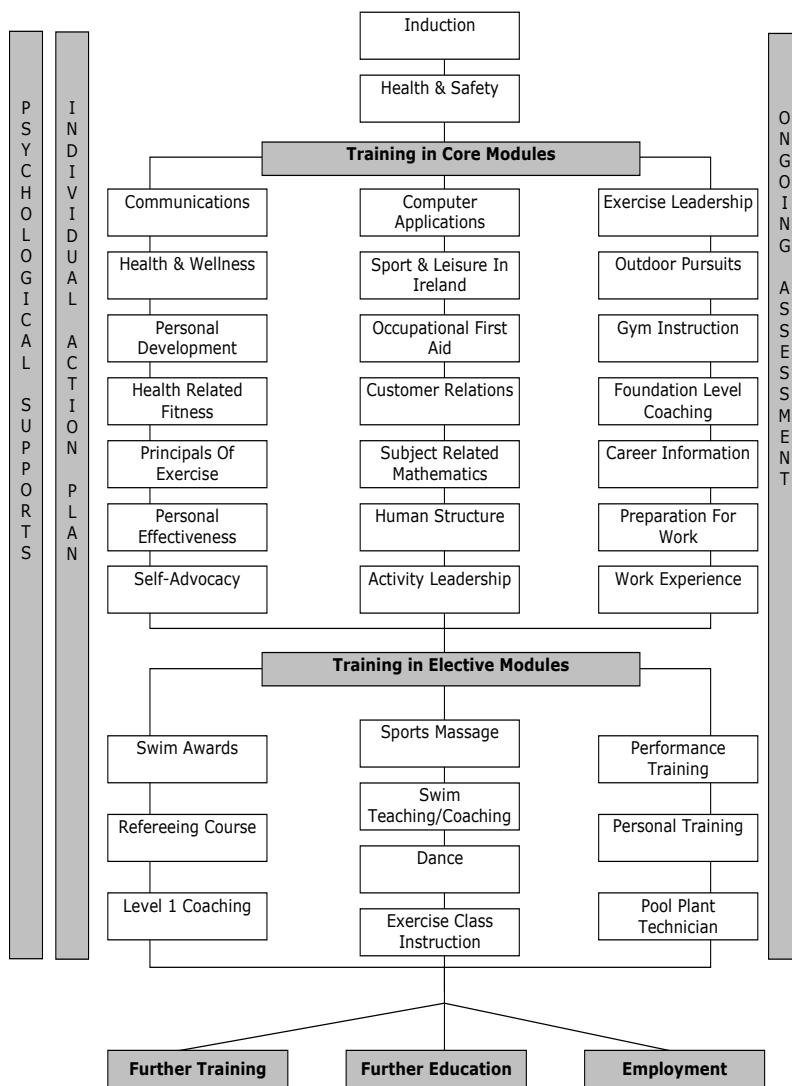 Induction
Health & Safety
PSYCHOLOGICAL SUPPORTS
INDIVIDUAL ACTION PLAN
ONGOING ASSESSMENT
Training in Core Modules
Communications
Health & Wellness
Personal
Development
Health Related
Fitness
Principals Of
Exercise
Personal
Effectiveness
Self-Advocacy
Computer
Applications
Sport & Leisure In
Ireland
Occupational First
Aid
Customer Relations
Subject Related
Mathematics
Human Structure
Activity Leadership
Exercise Leadership
Outdoor Pursuits
Gym Instruction
Foundation Level
Coaching
Career Information
Preparation For
Work
Work Experience
Training in Elective Modules
Swim Awards
Refereeing Course
Level 1 Coaching
Sports Massage
Swim
Teaching/Coaching
Dance
Exercise Class
Instruction
Performance
Training
Personal Training
Pool Plant
Technician
Further Training
Further Education
Employment